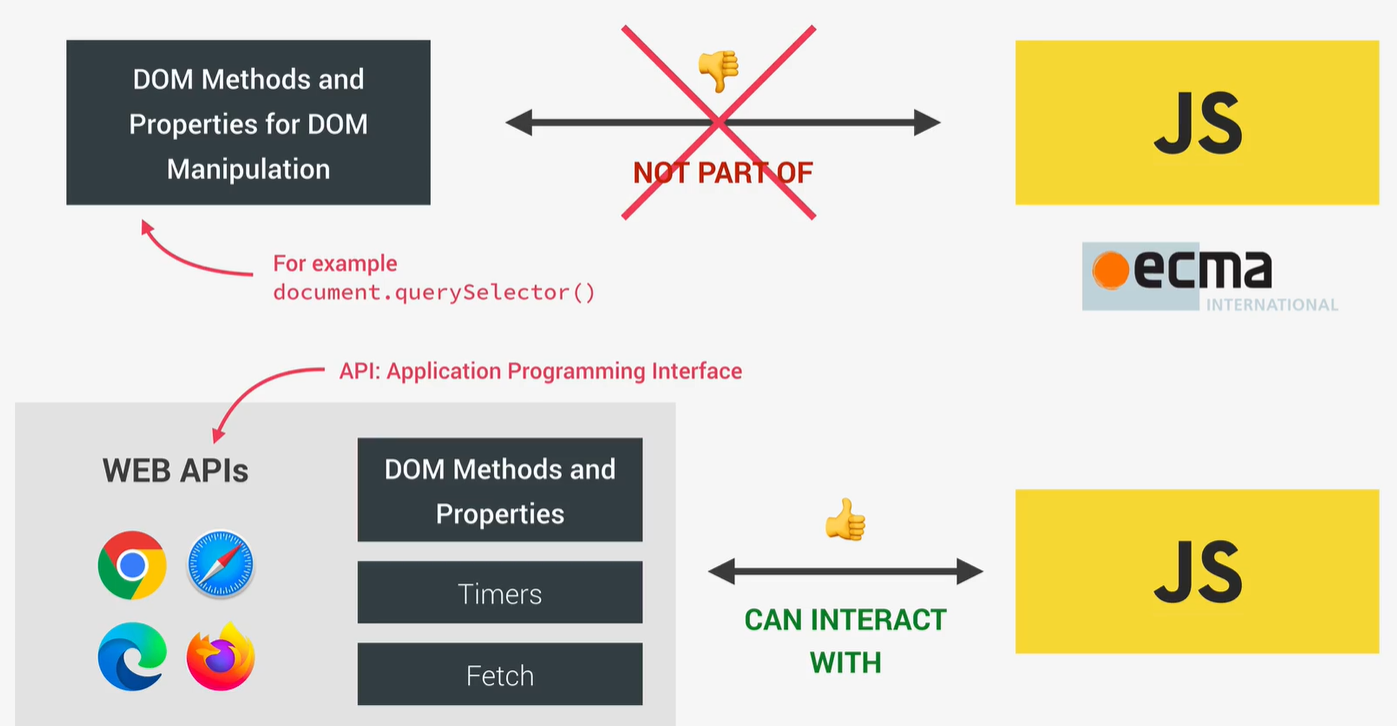 DOM Methods and
Properties for DOM
Manipulation
NOT PART OF
JS
For example
document.querySelector()
ecma
INTERNATIONAL
API: Application Programming Interface
WEB APIs
DOM Methods and
Properties
Timers
Fetch
CAN INTERACT
WITH
JS